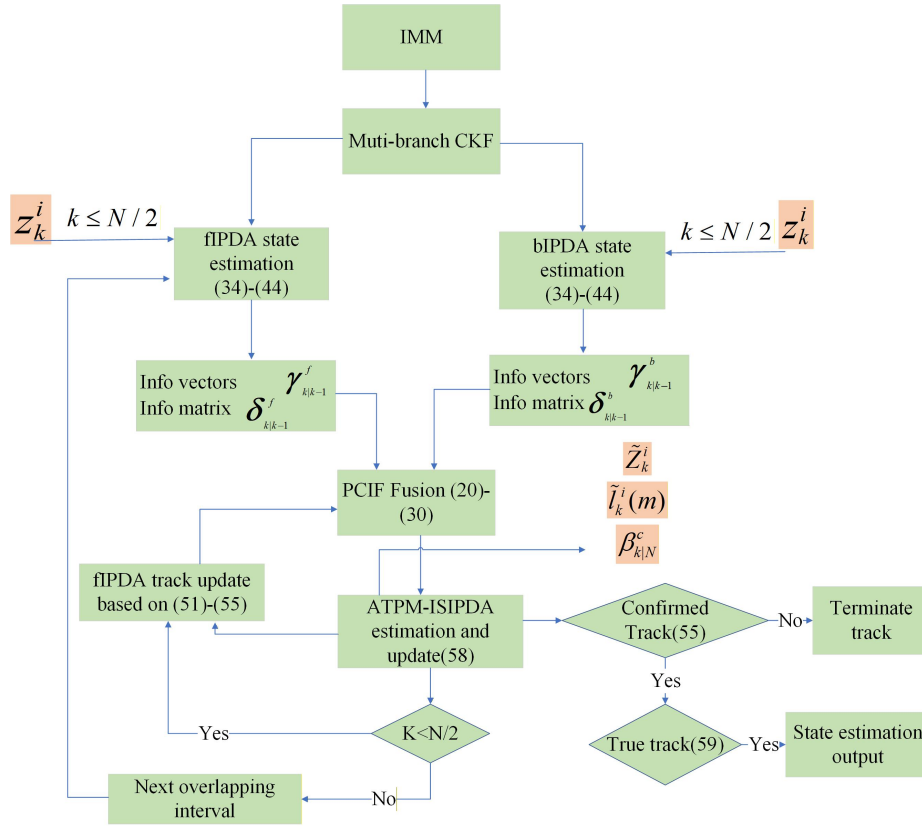 IMM
Muti-branch CKF
z_k^i
k ≤ N / 2
fIPDA state
estimation
(34)-(44)
bIPDA state
estimation
(34)-(44)
k ≤ N / 2
z_k^i
Info vectors γ^f_{k|k−1}
Info matrix δ^f_{k|k−1}
Info vectors γ^b_{k|k−1}
Info matrix δ^b_{k|k−1}
Z̃_k^i
l̃_k^i(m)
β^c_{k|N}
PCIF Fusion (20)-
(30)
fIPDA track update
based on (51)-(55)
ATPM-ISIPDA
estimation and
update(58)
Confirmed
Track(55)
No
Terminate
track
Yes
K<N/2
Yes
True track(59)
Yes
State estimation
output
No
Next overlapping
interval